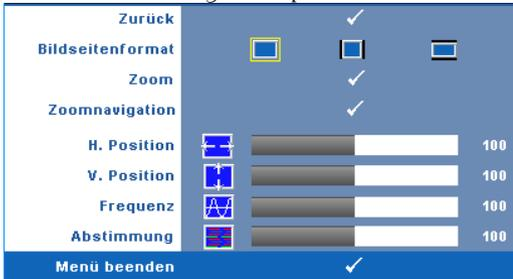 Zurück
Bildseitenformat
Zoom
Zoomnavigation
H. Position 100
V. Position 100
Frequenz 100
Abstimmung 100
Menü beenden